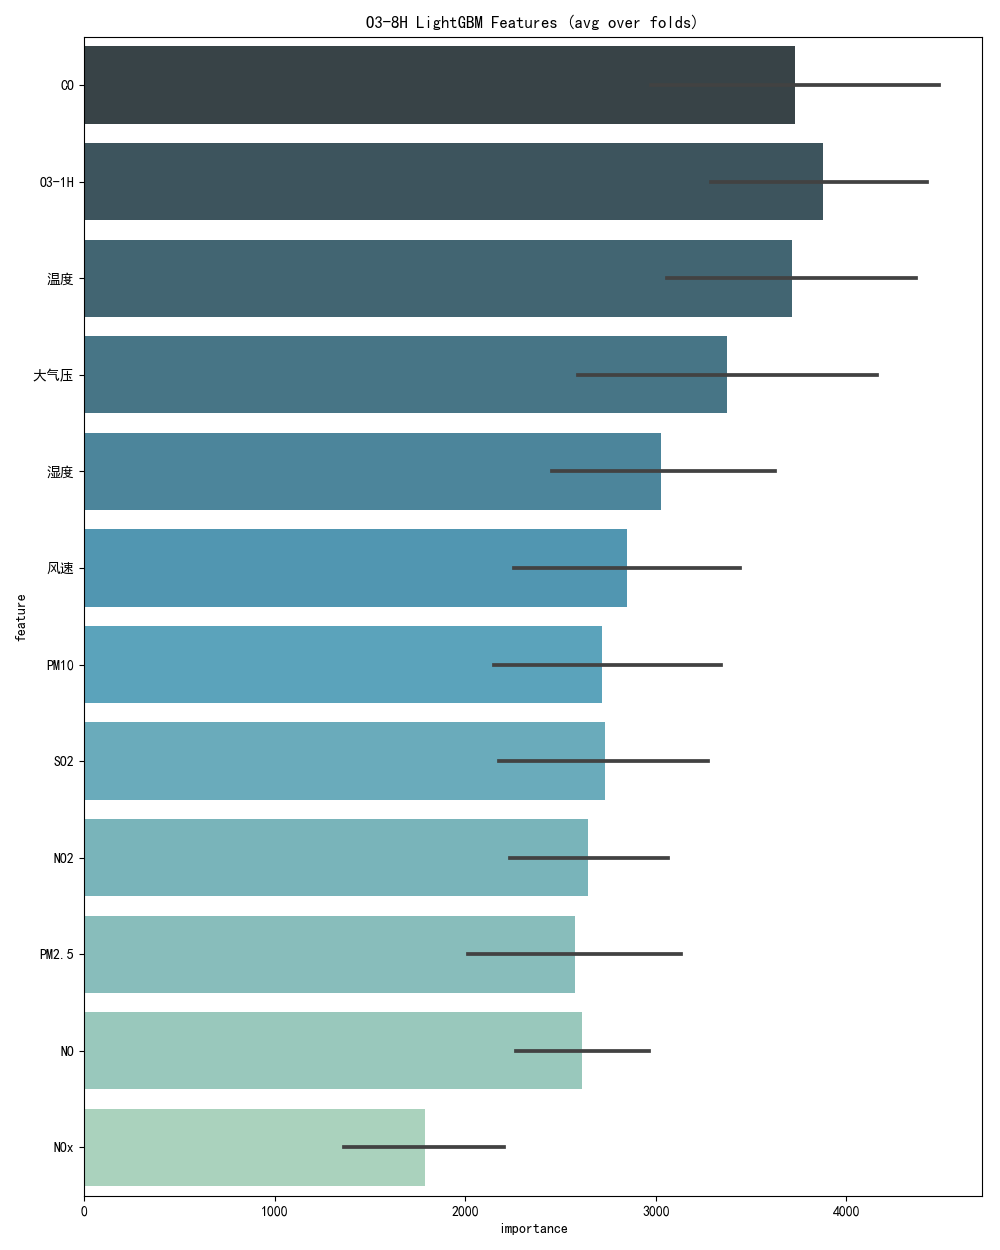 O3-8H LightGBM Features (avg over folds)
CO
O3-1H
温度
大气压
湿度
风速
PM10
SO2
NO2
PM2.5
NO
NOx
feature
0 1000 2000 3000 4000
importance